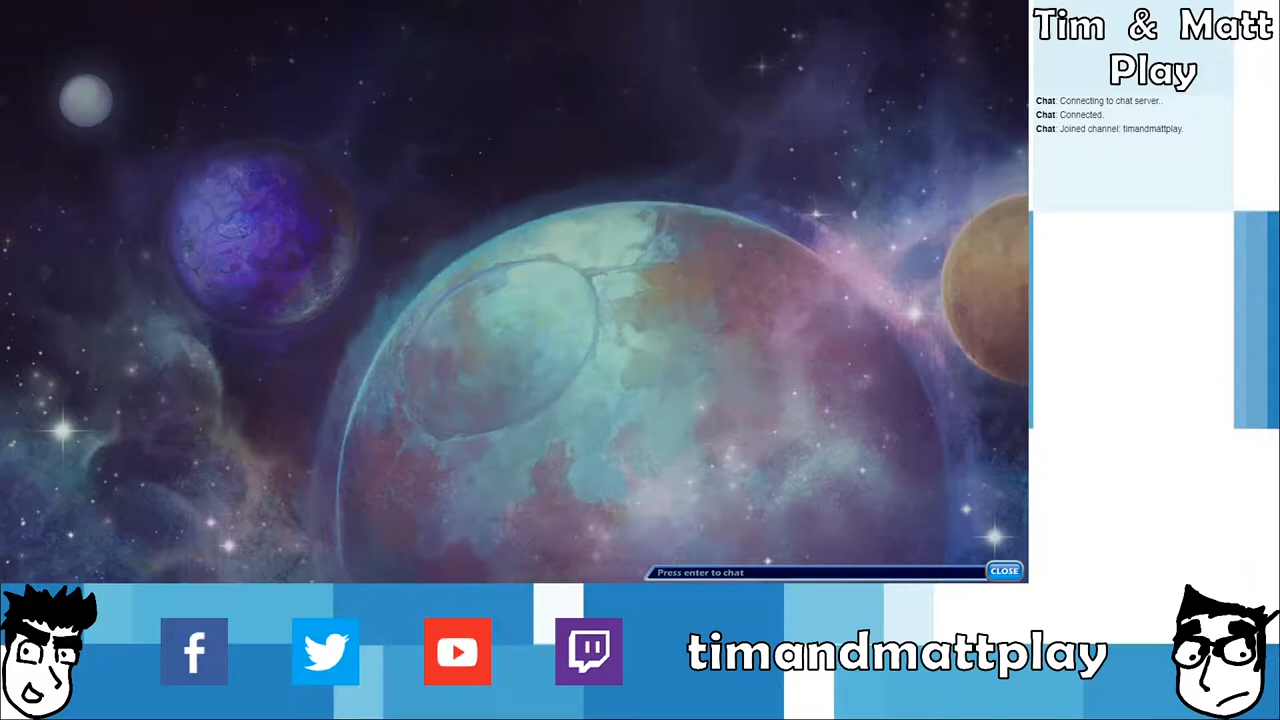 Tim & Matt
Play
Chat: Connecting to chat server..
Chat: Connected.
Chat: Joined channel: timandmattplay.
Press enter to chat
CLOSE
timandmattplay